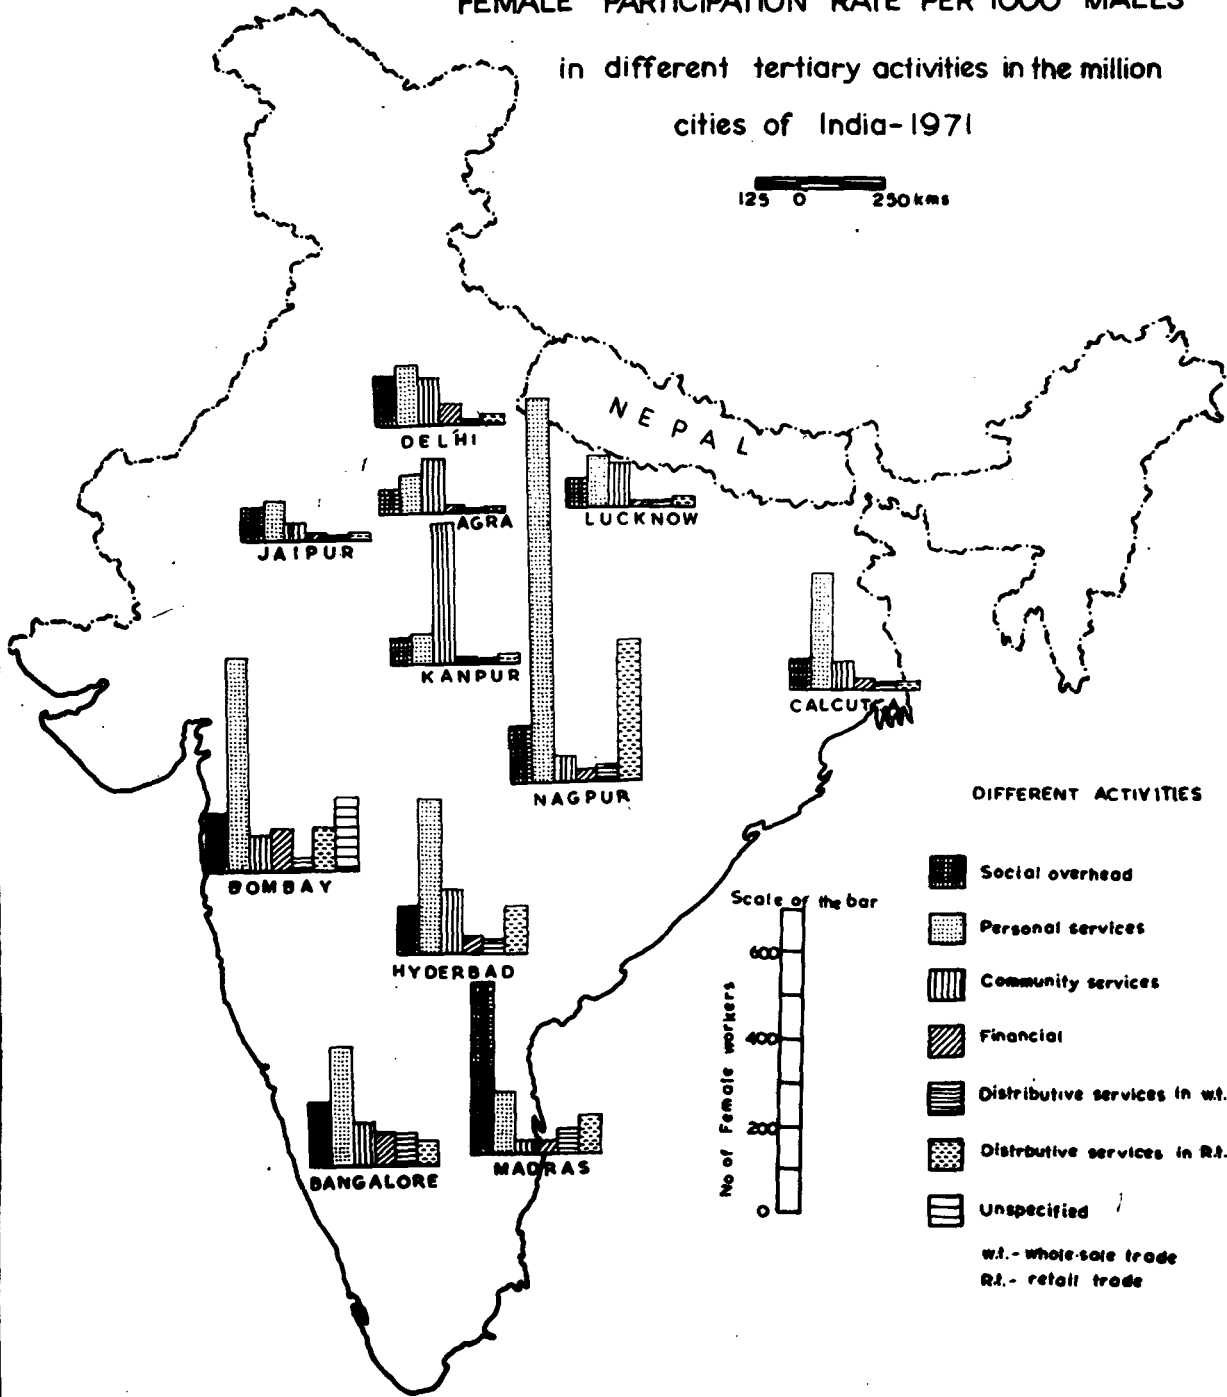 FEMALE PARTICIPATION RATE PER 1000 MALES
in different tertiary activities in the million
cities of India-1971
125 0 250 kms
NEPAL
DELHI
AGRA
LUCKNOW
JAIPUR
KANPUR
CALCUTTA
NAGPUR
BOMBAY
HYDERBAD
MADRAS
BANGALORE
Scale of the bar
600
400
200
0
No of Female workers
DIFFERENT ACTIVITIES
Social overhead
Personal services
Community services
Financial
Distributive services in w.t.
Distrbutive services in R.t.
Unspecified
w.t.- whole-sale trade
R.t.- retail trade